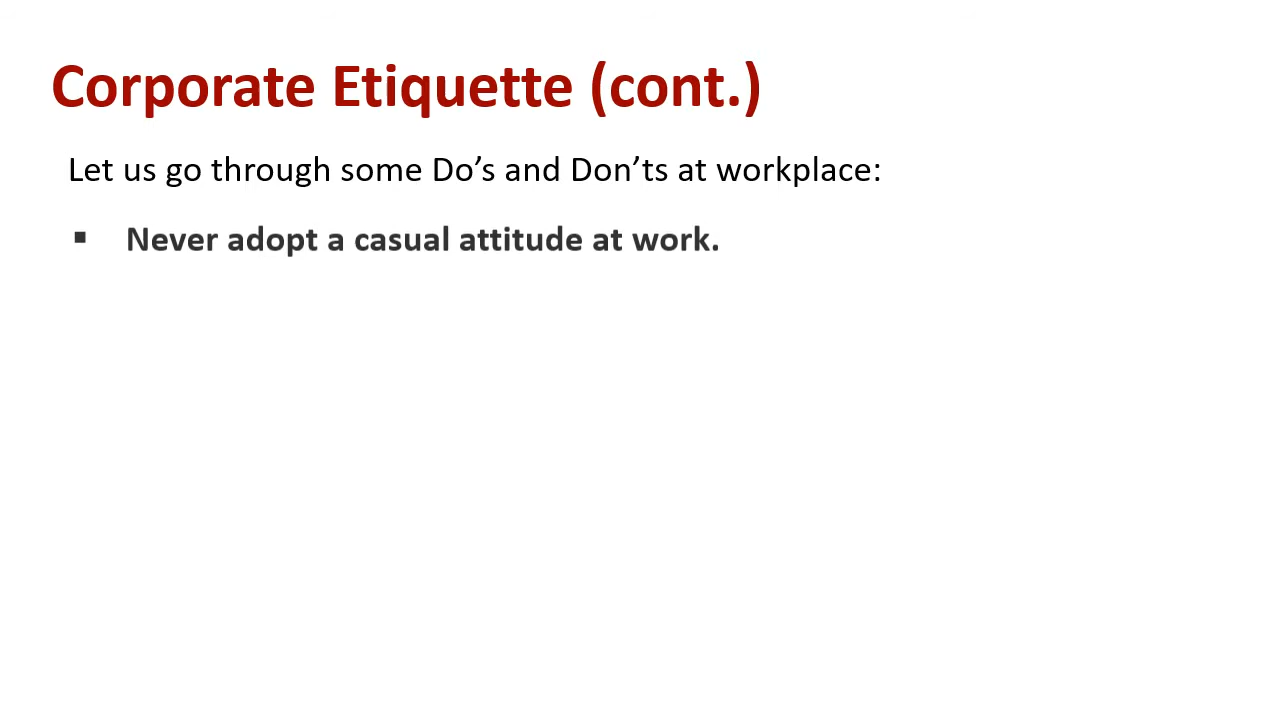 Corporate Etiquette (cont.)
Let us go through some Do’s and Don’ts at workplace:
▪ Never adopt a casual attitude at work.